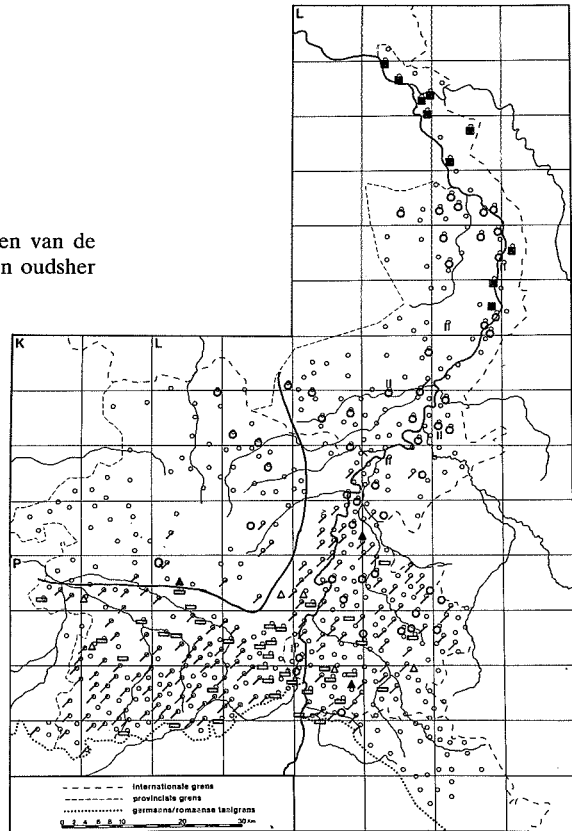 L
en van de
n oudsher
K
L
P
Q
internationale grens
provinciale grens
germaans/romaanse taalgrens
0 2 4 6 8 10 20 30 Km